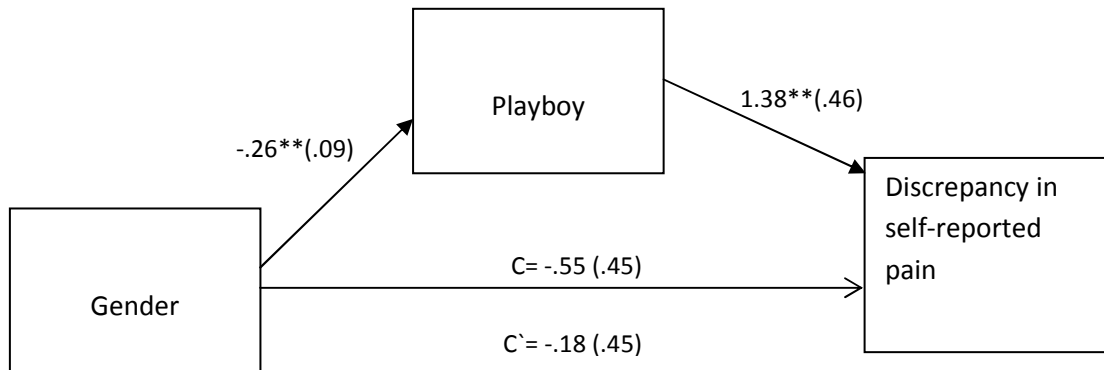 Playboy
1.38**(.46)
-.26**(.09)
Discrepancy in
self-reported
pain
C= -.55 (.45)
Gender
C`= -.18 (.45)